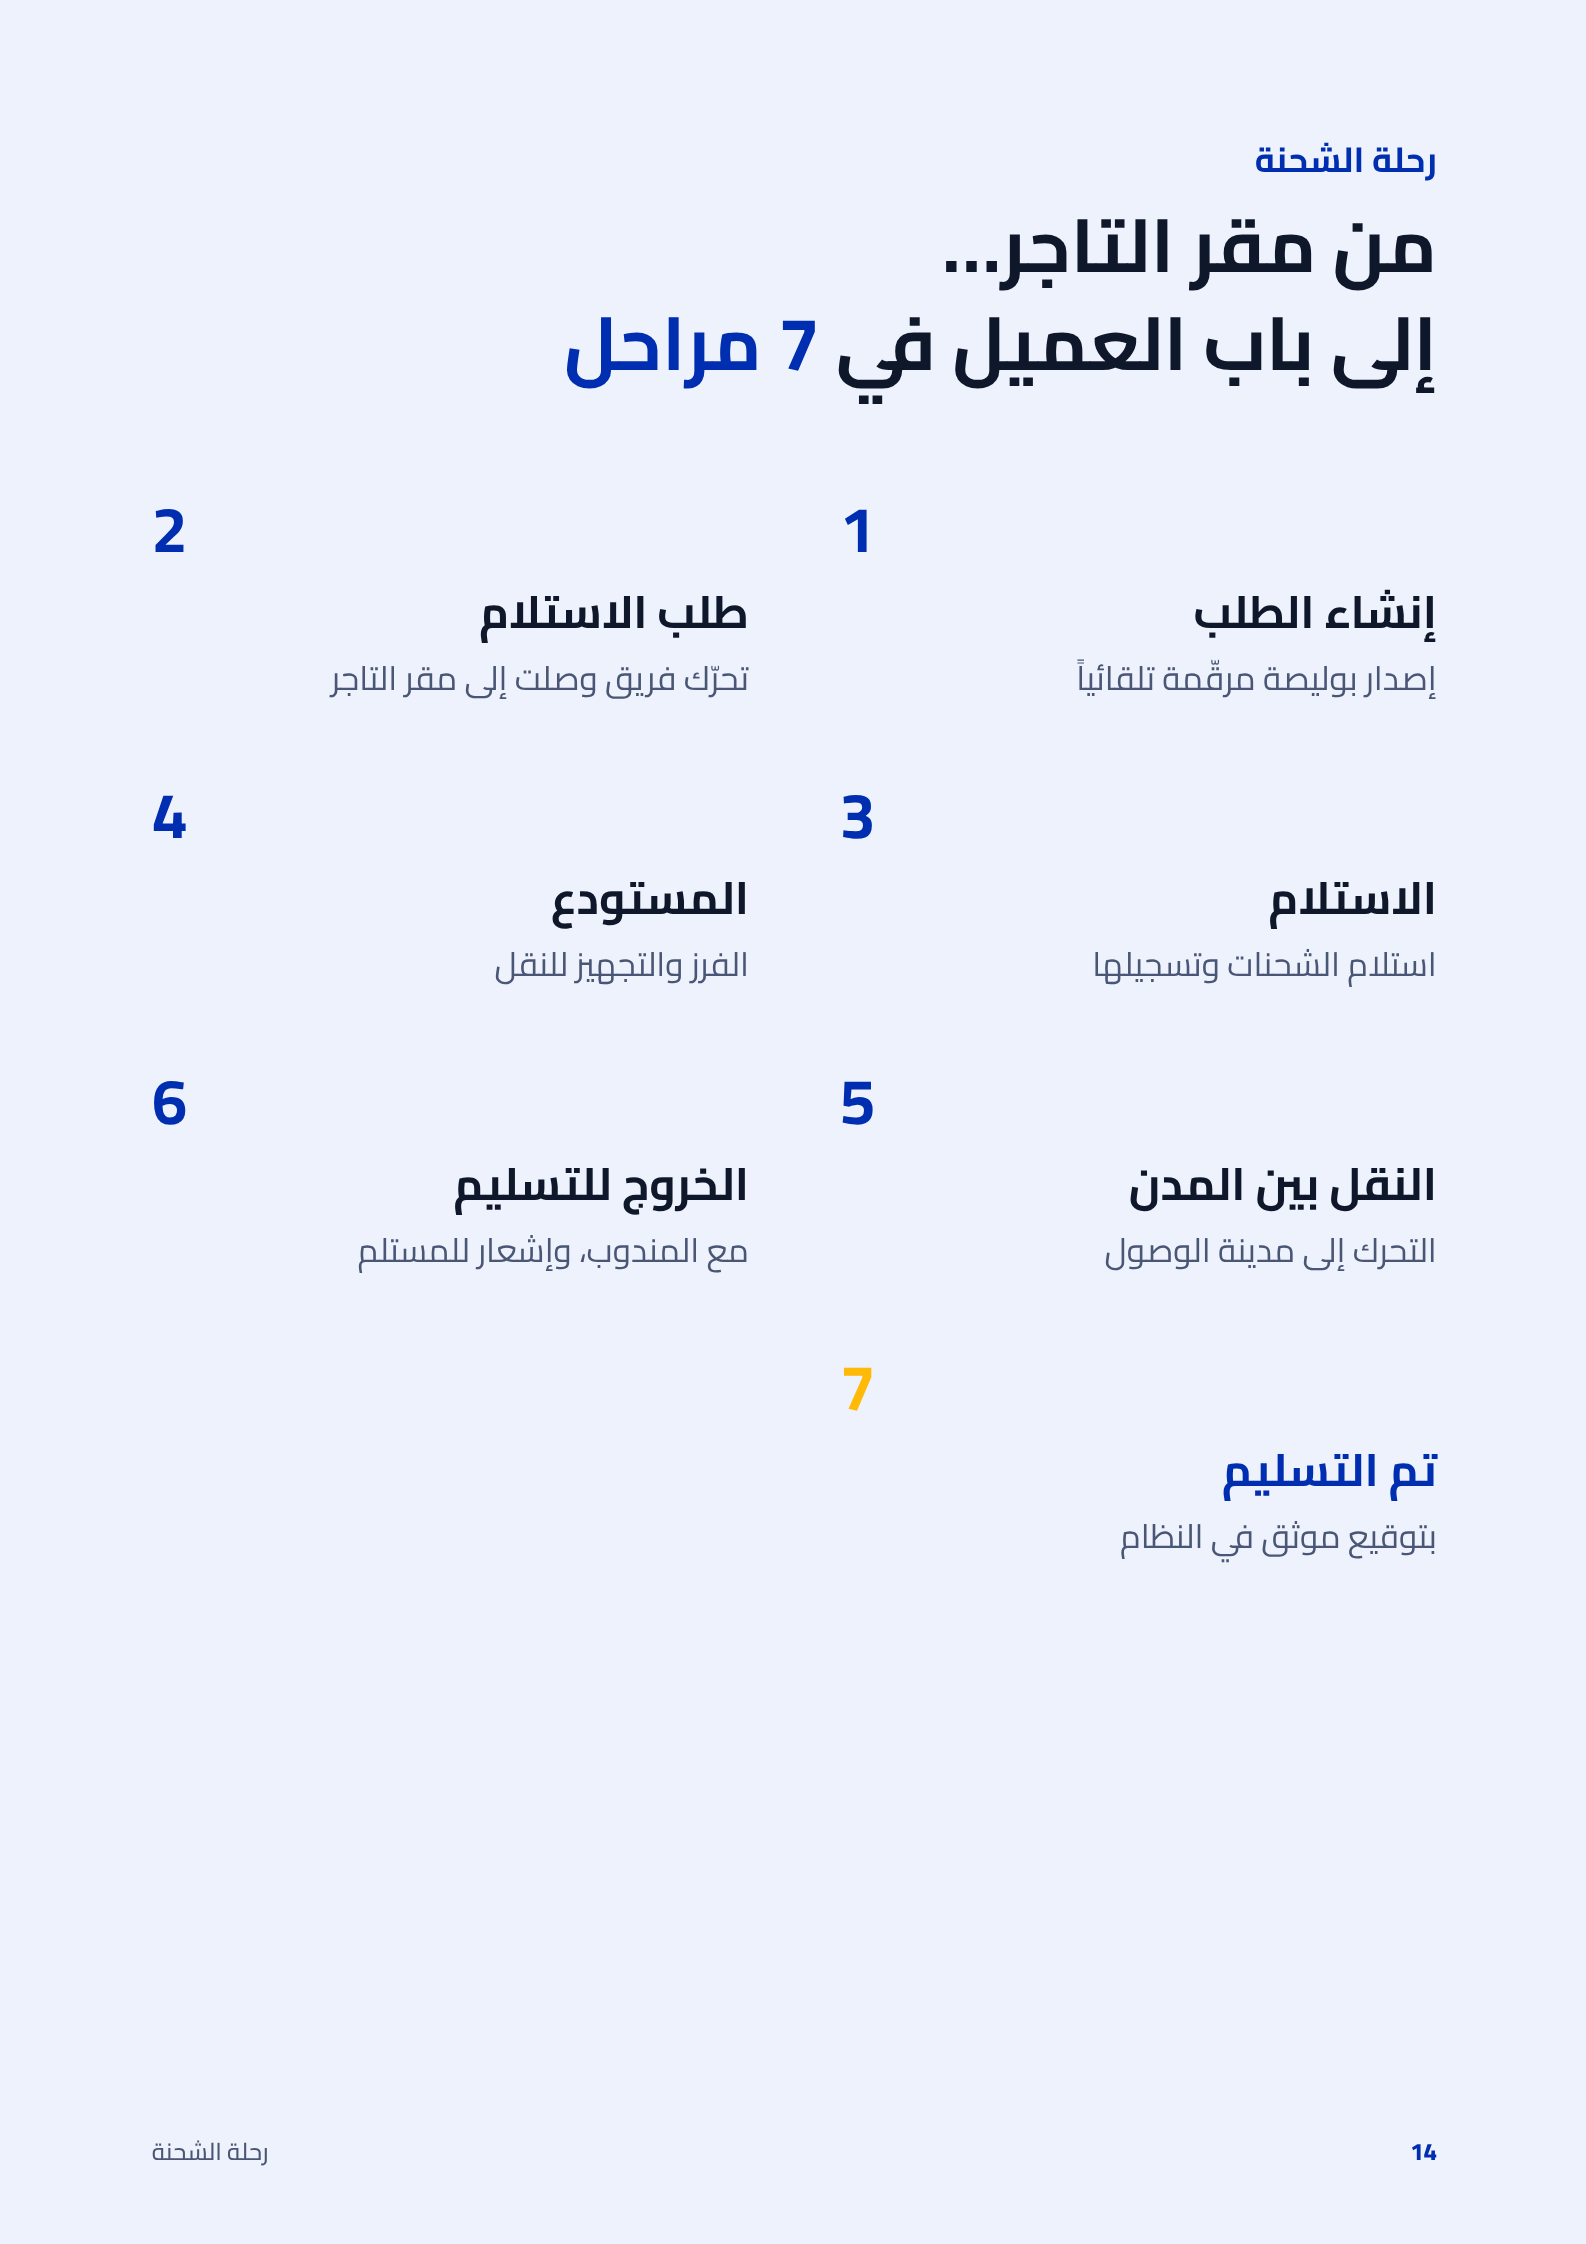 رحلة الشحنة
من مقر التاجر...
إلى باب العميل في 7 مراحل
1
إنشاء الطلب
إصدار بوليصة مرقّمة تلقائياً
2
طلب الاستلام
تحرّك فريق وصلت إلى مقر التاجر
3
الاستلام
استلام الشحنات وتسجيلها
4
المستودع
الفرز والتجهيز للنقل
5
النقل بين المدن
التحرك إلى مدينة الوصول
6
الخروج للتسليم
مع المندوب، وإشعار للمستلم
7
تم التسليم
بتوقيع موثق في النظام
14
رحلة الشحنة